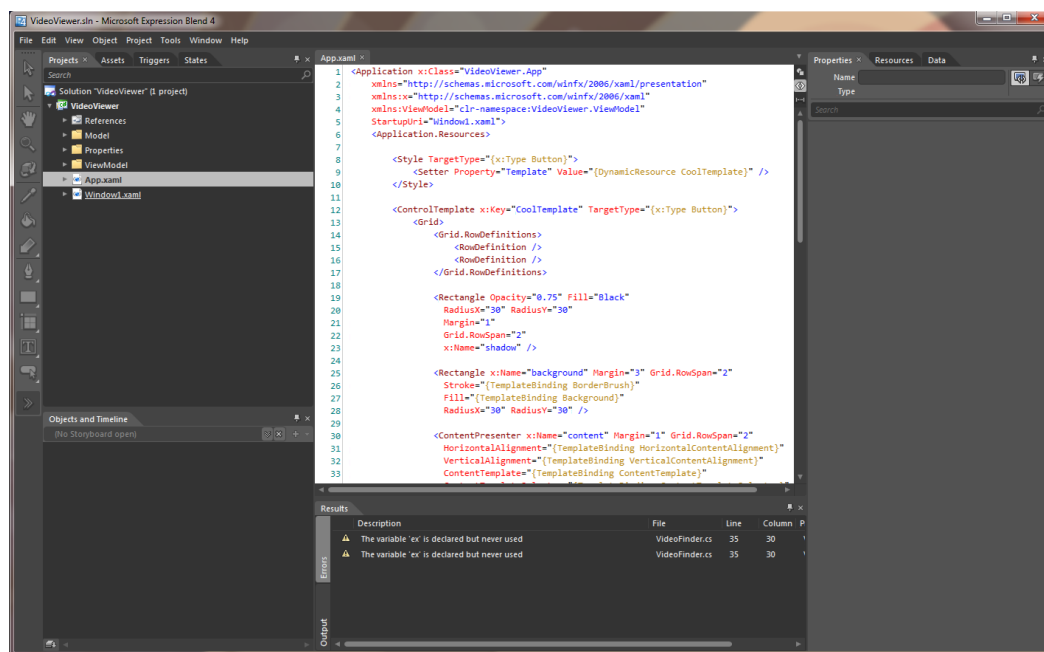 VideoViewer.sln - Microsoft Expression Blend 4
File Edit View Object Project Tools Window Help
Projects × Assets Triggers States
Search
Solution "VideoViewer" (1 project)
VideoViewer
References
Model
Properties
ViewModel
App.xaml
Window1.xaml
Objects and Timeline
(No Storyboard open)
App.xaml ×
1 <Application x:Class="VideoViewer.App"
2 xmlns="http://schemas.microsoft.com/winfx/2006/xaml/presentation"
3 xmlns:x="http://schemas.microsoft.com/winfx/2006/xaml"
4 xmlns:ViewModel="clr-namespace:VideoViewer.ViewModel"
5 StartupUri="Window1.xaml">
6 <Application.Resources>
7
8 <Style TargetType="{x:Type Button}">
9 <Setter Property="Template" Value="{DynamicResource CoolTemplate}" />
10 </Style>
11
12 <ControlTemplate x:Key="CoolTemplate" TargetType="{x:Type Button}">
13 <Grid>
14 <Grid.RowDefinitions>
15 <RowDefinition />
16 <RowDefinition />
17 </Grid.RowDefinitions>
18
19 <Rectangle Opacity="0.75" Fill="Black"
20 RadiusX="30" RadiusY="30"
21 Margin="1"
22 Grid.RowSpan="2"
23 x:Name="shadow" />
24
25 <Rectangle x:Name="background" Margin="3" Grid.RowSpan="2"
26 Stroke="{TemplateBinding BorderBrush}"
27 Fill="{TemplateBinding Background}"
28 RadiusX="30" RadiusY="30" />
29
30 <ContentPresenter x:Name="content" Margin="1" Grid.RowSpan="2"
31 HorizontalAlignment="{TemplateBinding HorizontalContentAlignment}"
32 VerticalAlignment="{TemplateBinding VerticalContentAlignment}"
33 ContentTemplate="{TemplateBinding ContentTemplate}"
Results
Errors
Output
Description File Line Column P
The variable 'ex' is declared but never used VideoFinder.cs 35 30
The variable 'ex' is declared but never used VideoFinder.cs 35 30
Properties × Resources Data
Name
Type
Search